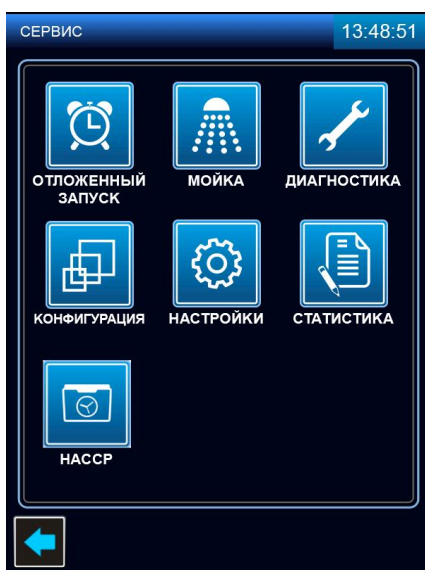 СЕРВИС 13:48:51
ОТЛОЖЕННЫЙ МОЙКА ДИАГНОСТИКА
ЗАПУСК
КОНФИГУРАЦИЯ НАСТРОЙКИ СТАТИСТИКА
HACCP